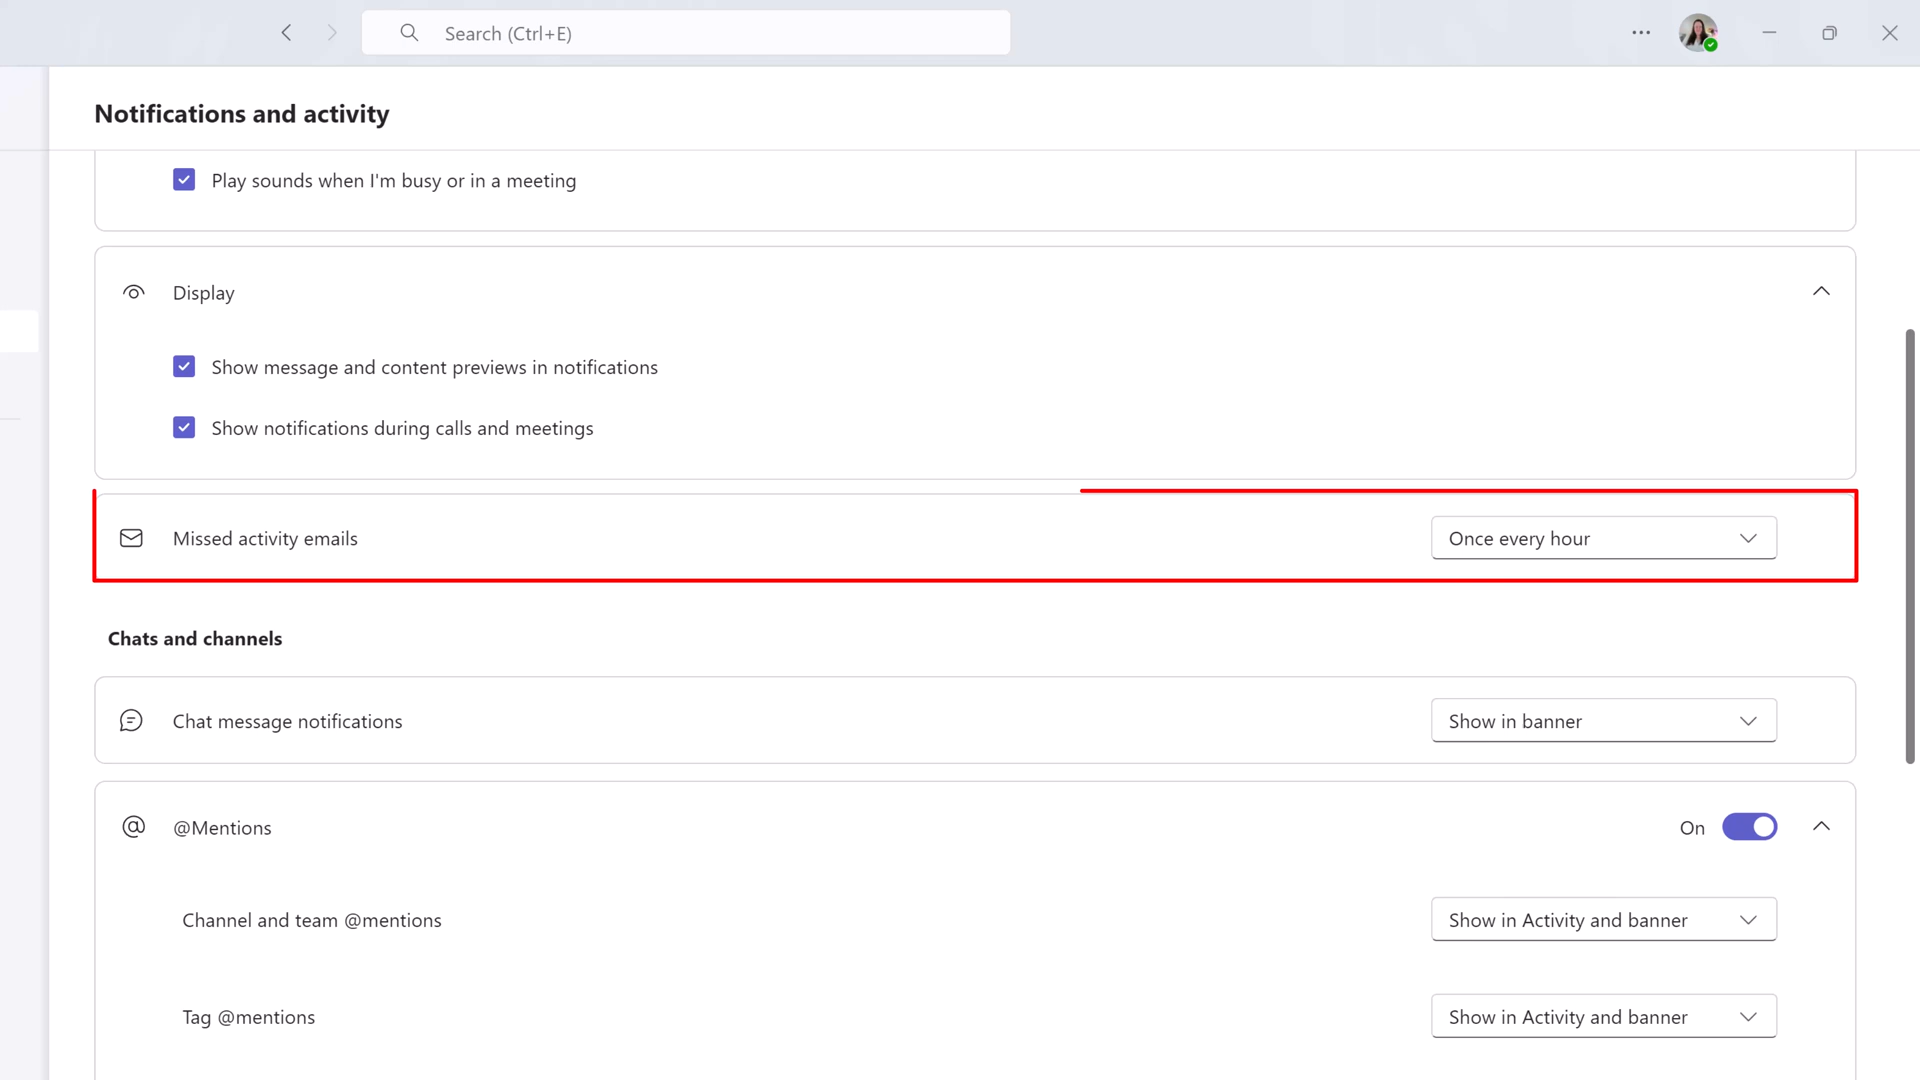 Search (Ctrl+E)
Notifications and activity
Play sounds when I'm busy or in a meeting
Display
Show message and content previews in notifications
Show notifications during calls and meetings
Missed activity emails
Once every hour
Chats and channels
Chat message notifications
Show in banner
@Mentions
On
Channel and team @mentions
Show in Activity and banner
Tag @mentions
Show in Activity and banner